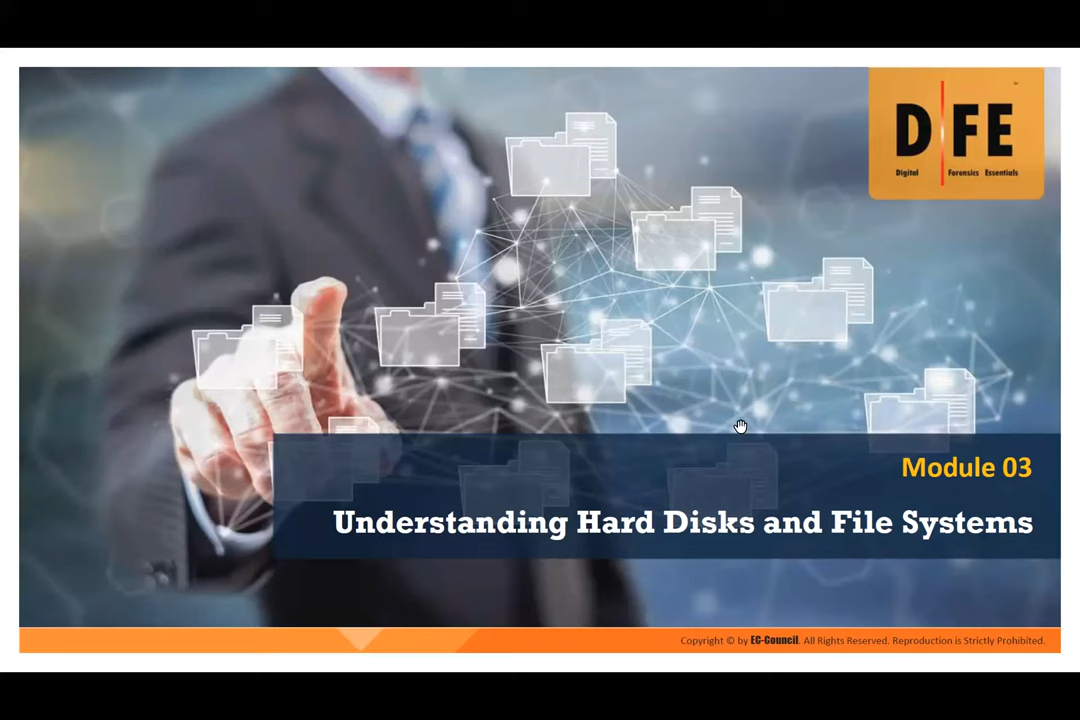 D FE
Digital Forensics Essentials
Module 03
Understanding Hard Disks and File Systems
Copyright © by EC-Council. All Rights Reserved. Reproduction is Strictly Prohibited.